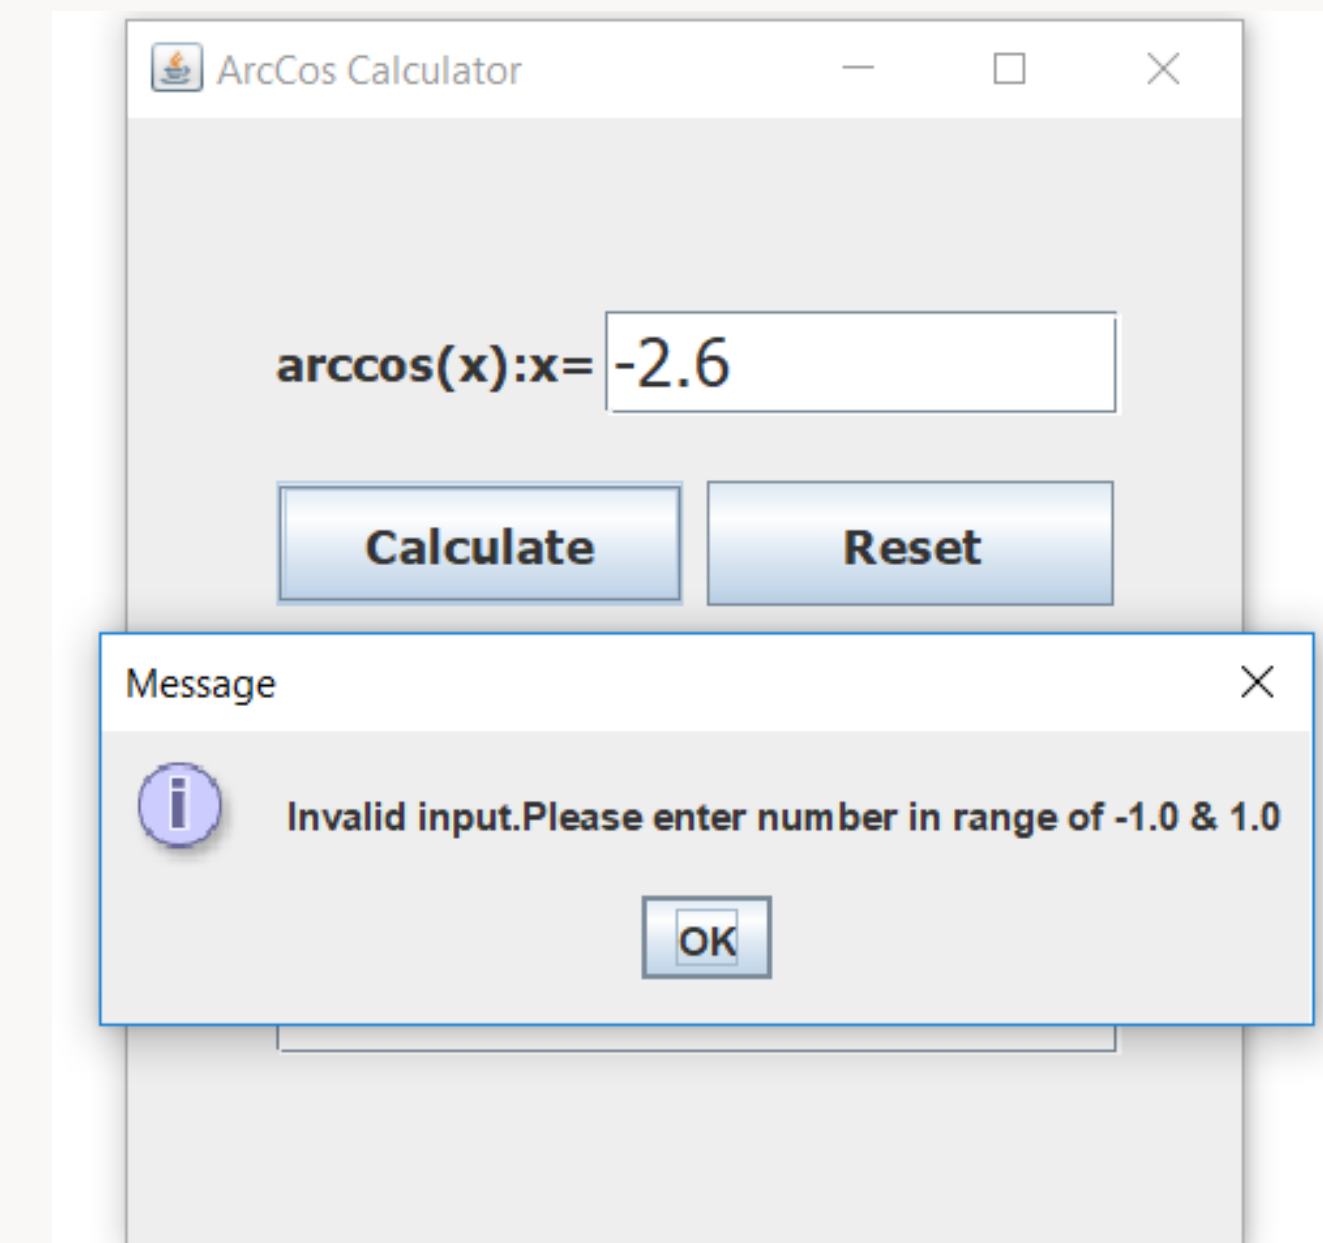 ArcCos Calculator
arccos(x):x= -2.6
Calculate Reset
Message
Invalid input.Please enter number in range of -1.0 & 1.0
OK